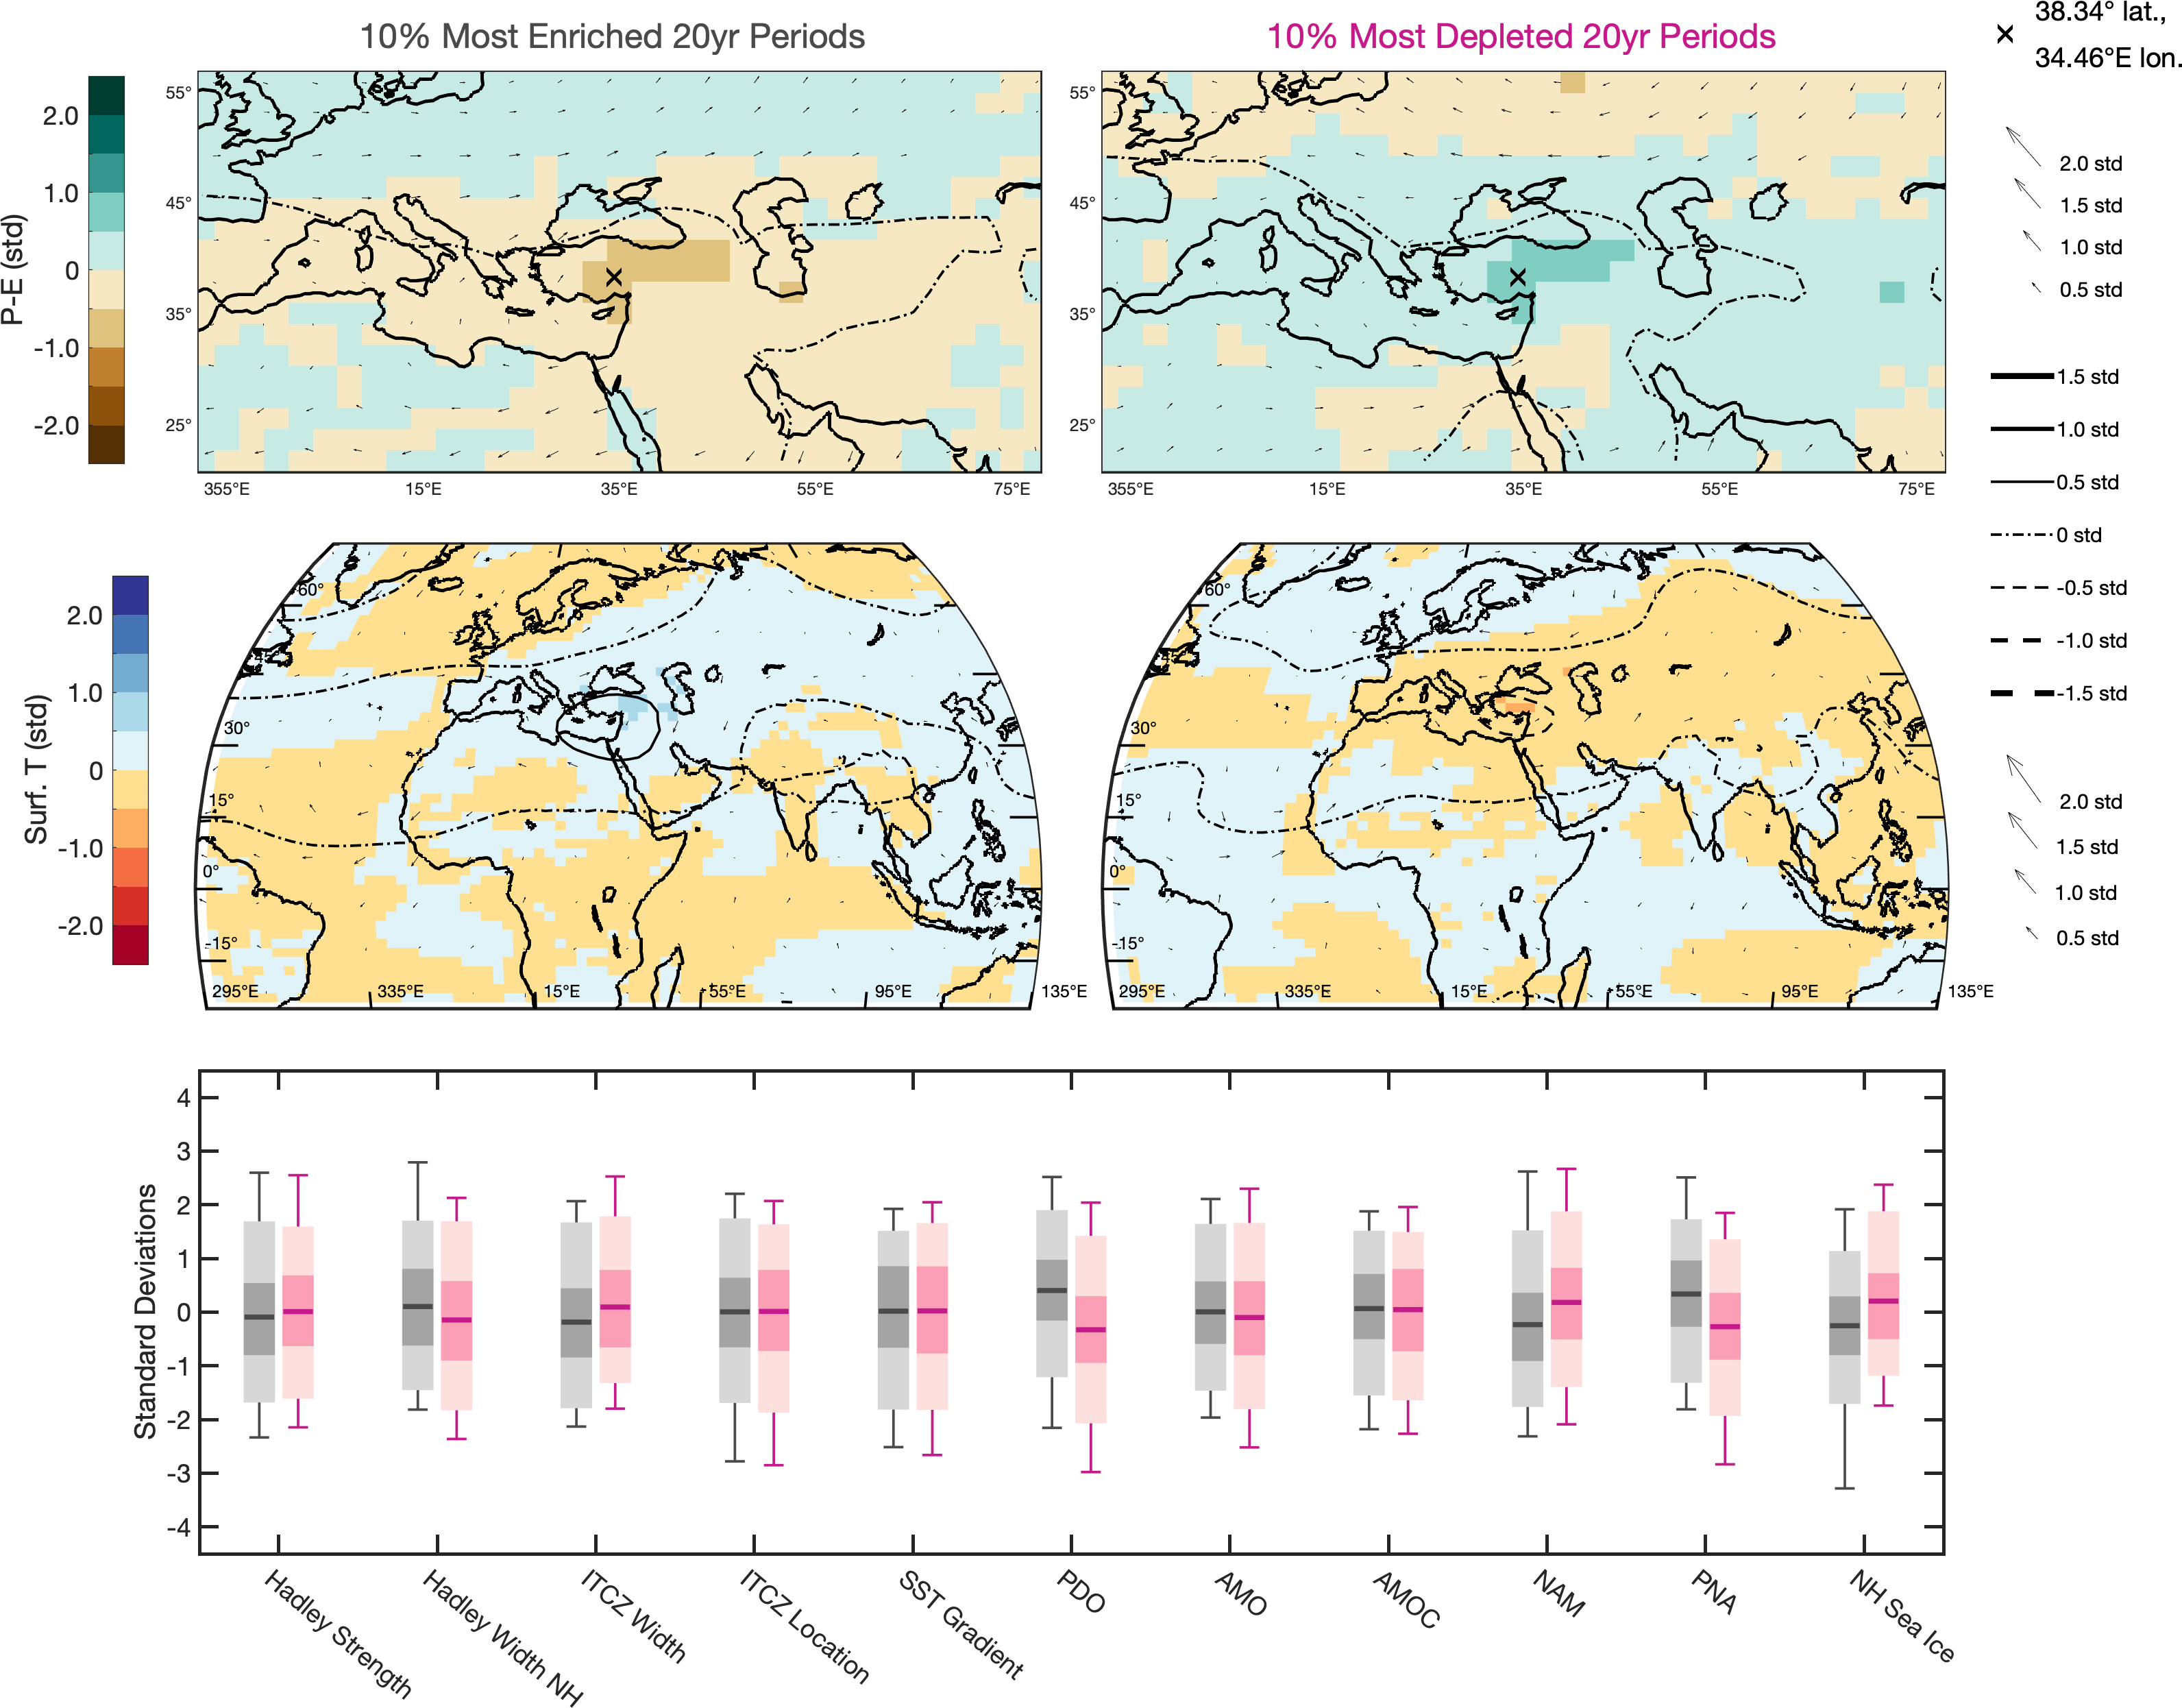 10% Most Enriched 20yr Periods
10% Most Depleted 20yr Periods
38.34° lat.,
34.46°E lon.
P-E (std)
2.0
1.0
0
-1.0
-2.0
55°
45°
35°
25°
355°E 15°E 35°E 55°E 75°E
55°
45°
35°
25°
355°E 15°E 35°E 55°E 75°E
2.0 std
1.5 std
1.0 std
0.5 std
1.5 std
1.0 std
0.5 std
0 std
-0.5 std
-1.0 std
-1.5 std
Surf. T (std)
2.0
1.0
0
-1.0
-2.0
60°
45°
30°
15°
0°
-15°
295°E 335°E 15°E 55°E 95°E 135°E
60°
45°
30°
15°
0°
-15°
295°E 335°E 15°E 55°E 95°E 135°E
2.0 std
1.5 std
1.0 std
0.5 std
Standard Deviations
4
3
2
1
0
-1
-2
-3
-4
Hadley Strength
Hadley Width NH
ITCZ Width
ITCZ Location
SST Gradient
PDO
AMO
AMOC
NAM
PNA
NH Sea Ice